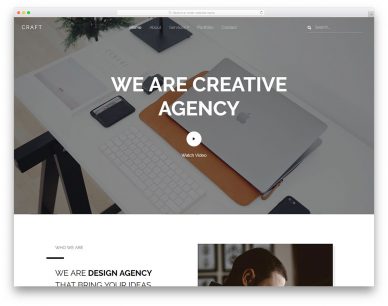 CRAFT
Home About Services Portfolio Contact
Search...
WE ARE CREATIVE
AGENCY
Watch Video
WHO WE ARE
WE ARE DESIGN AGENCY
THAT BRING YOUR IDEAS